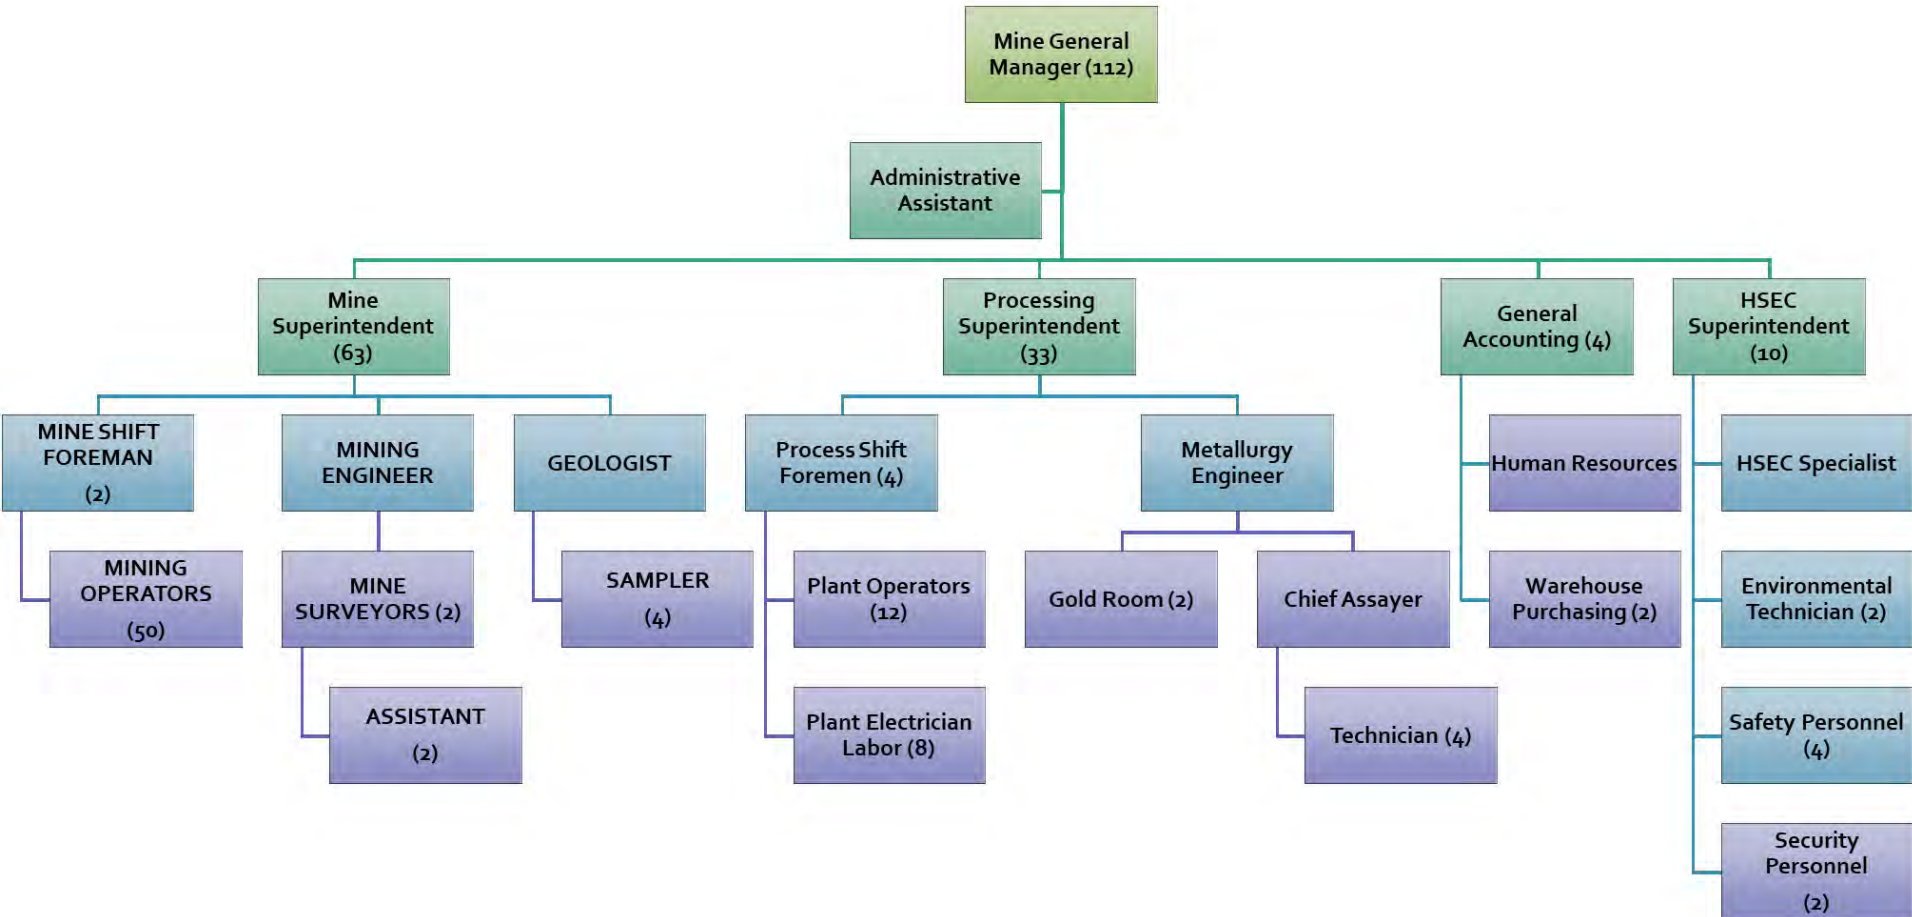 Mine General
Manager (112)
Administrative
Assistant
Mine
Superintendent
(63)
Processing
Superintendent
(33)
General
Accounting (4)
HSEC
Superintendent
(10)
MINE SHIFT
FOREMAN
(2)
MINING
ENGINEER
GEOLOGIST
Process Shift
Foremen (4)
Metallurgy
Engineer
Human Resources
HSEC Specialist
MINING
OPERATORS
(50)
MINE
SURVEYORS (2)
SAMPLER
(4)
Plant Operators
(12)
Gold Room (2)
Chief Assayer
Warehouse
Purchasing (2)
Environmental
Technician (2)
ASSISTANT
(2)
Plant Electrician
Labor (8)
Technician (4)
Safety Personnel
(4)
Security
Personnel
(2)